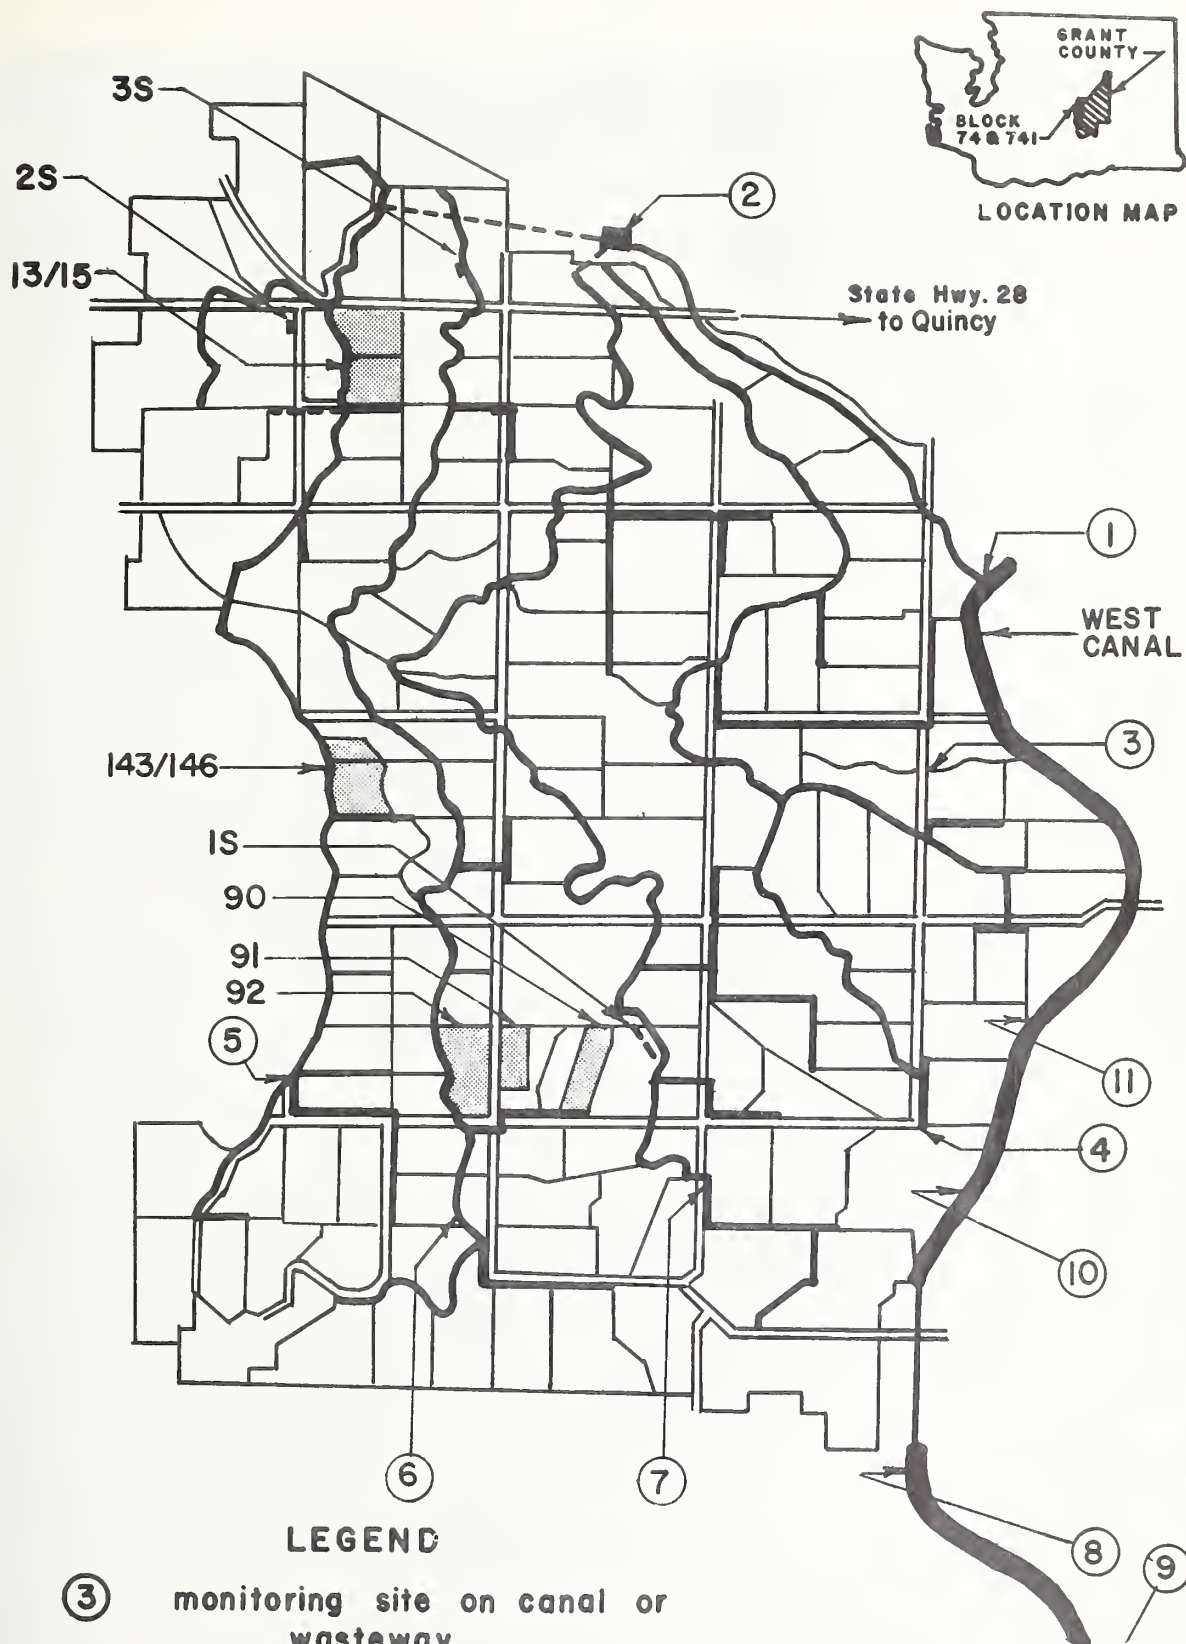 GRANT
COUNTY
BLOCK
74 & 741
LOCATION MAP
3S
2S
13/15
2
State Hwy. 28
to Quincy
1
WEST
CANAL
143/146
3
1S
90
91
92
5
11
4
10
6
7
8
9
LEGEND
3 monitoring site on canal or
wasteway